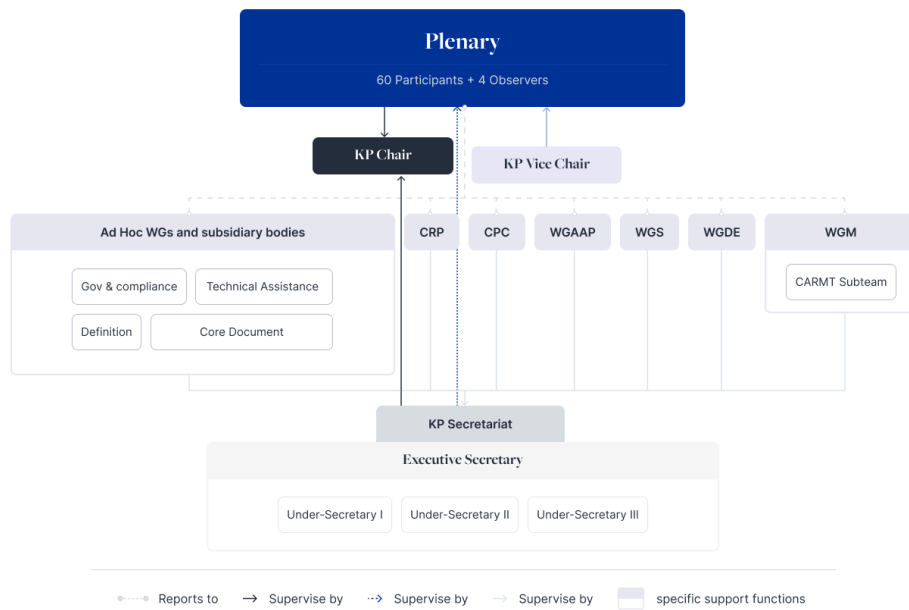 Plenary
60 Participants + 4 Observers
KP Chair
KP Vice Chair
Ad Hoc WGs and subsidiary bodies
CRP
CPC
WGAAP
WGS
WGDE
WGM
Gov & compliance
Technical Assistance
CARMT Subteam
Definition
Core Document
KP Secretariat
Executive Secretary
Under-Secretary I
Under-Secretary II
Under-Secretary III
Reports to
Supervise by
Supervise by
Supervise by
specific support functions